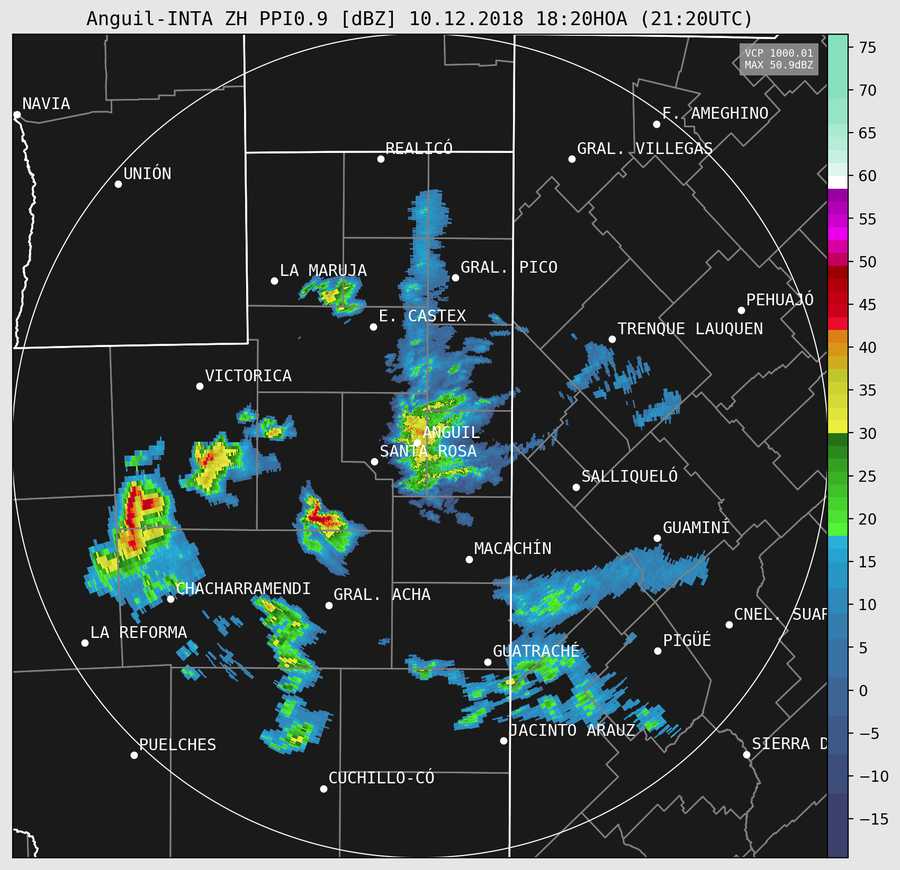 Anguil-INTA ZH PPI0.9 [dBZ] 10.12.2018 18:20HOA (21:20UTC)
VCP 1000.01
MAX 50.9dBZ
NAVIA
F. AMEGHINO
REALICÓ
GRAL. VILLEGAS
UNIÓN
LA MARUJA
GRAL. PICO
PEHUAJÓ
E. CASTEX
TRENQUE LAUQUEN
VICTORICA
ANGUIL
SANTA ROSA
SALLIQUELÓ
GUAMINÍ
MACACHÍN
CHACHARRAMENDI
GRAL. ACHA
CNEL. SUAR
LA REFORMA
PIGÜÉ
GUATRACHÉ
JACINTO ARAUZ
PUELCHES
SIERRA D
CUCHILLO-CÓ
75
70
65
60
55
50
45
40
35
30
25
20
15
10
5
0
−5
−10
−15